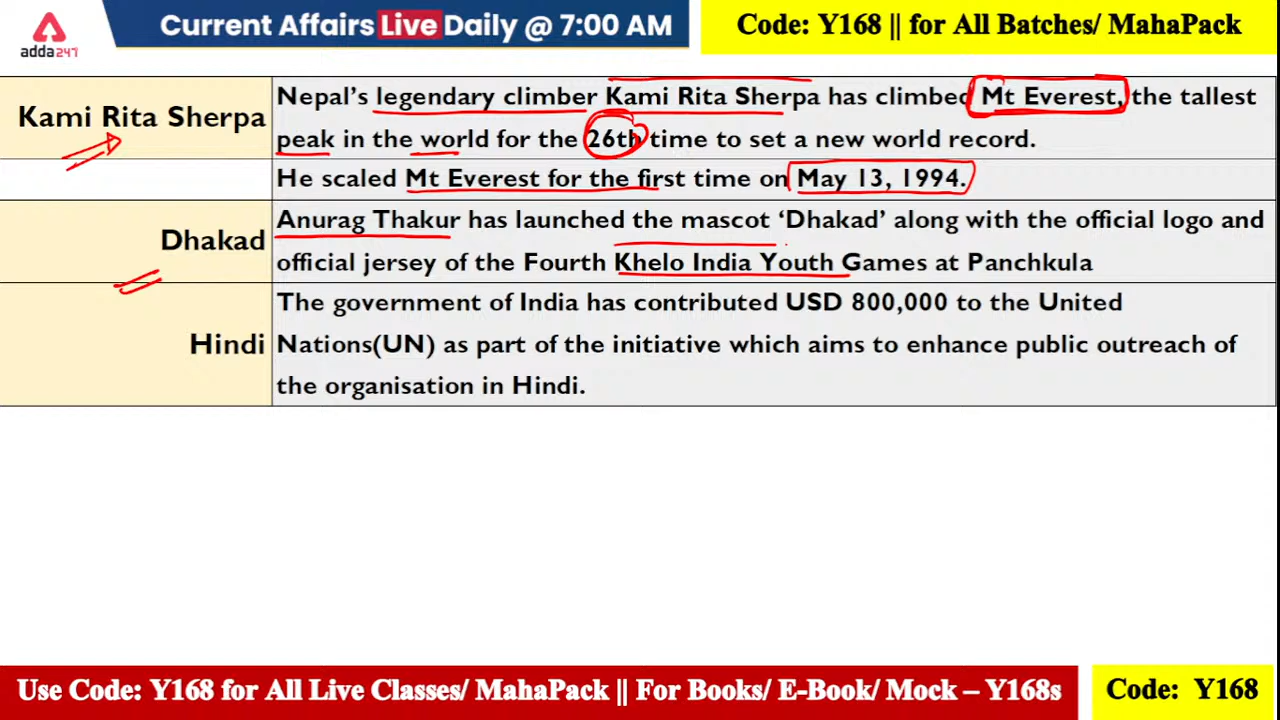 adda247
Current Affairs Live Daily @ 7:00 AM
Code: Y168 || for All Batches/ MahaPack
Kami Rita Sherpa
Nepal's legendary climber Kami Rita Sherpa has climbed Mt Everest, the tallest
peak in the world for the 26th time to set a new world record.
He scaled Mt Everest for the first time on May 13, 1994.
Dhakad
Anurag Thakur has launched the mascot 'Dhakad' along with the official logo and
official jersey of the Fourth Khelo India Youth Games at Panchkula
Hindi
The government of India has contributed USD 800,000 to the United
Nations(UN) as part of the initiative which aims to enhance public outreach of
the organisation in Hindi.
Use Code: Y168 for All Live Classes/ MahaPack || For Books/ E-Book/ Mock – Y168s
Code: Y168